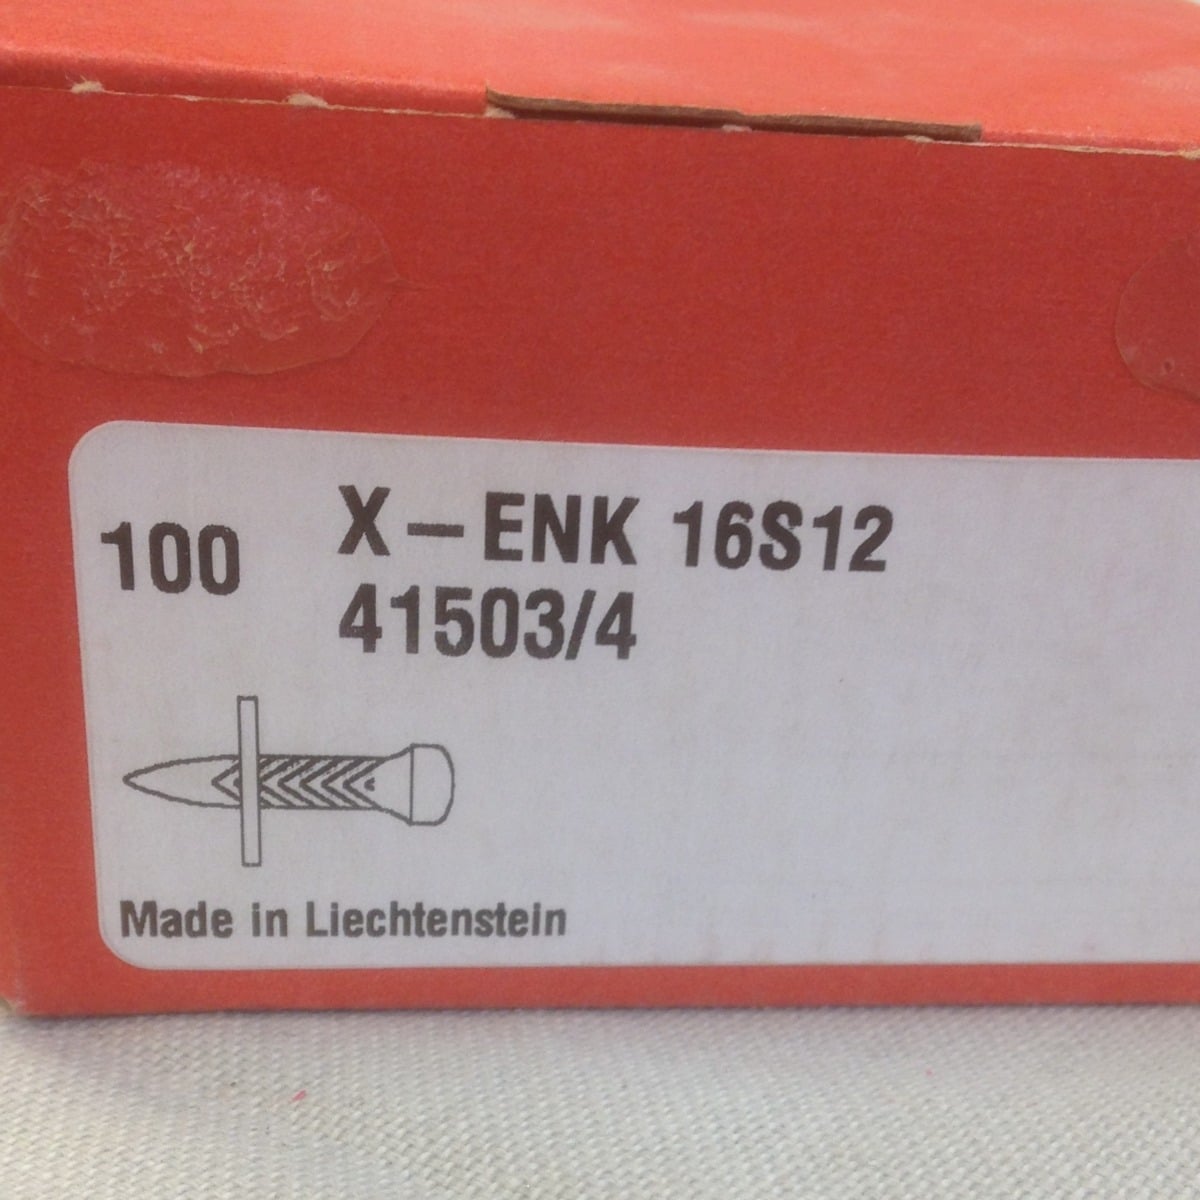 100
X-ENK 16S12
41503/4
Made in Liechtenstein